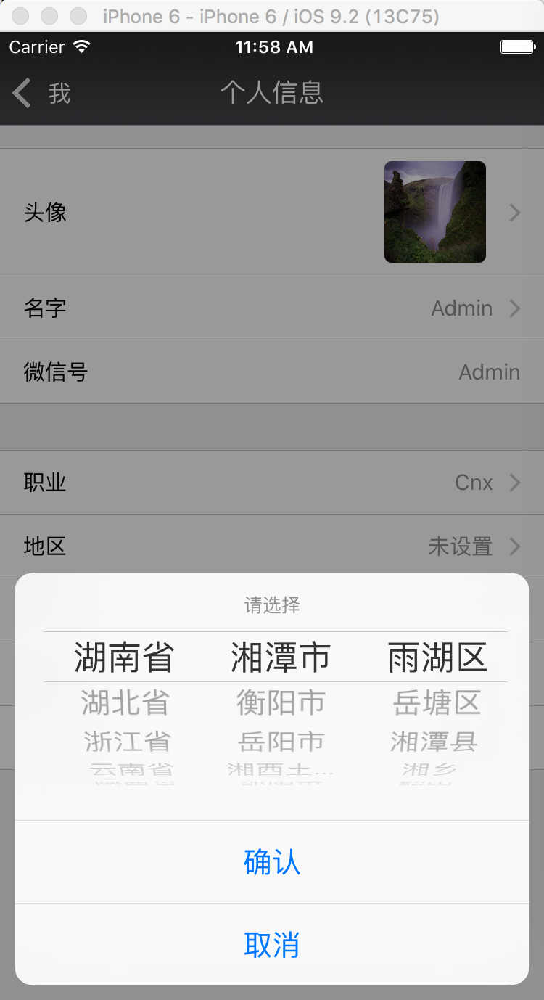 iPhone 6 - iPhone 6 / iOS 9.2 (13C75)
Carrier 11:58 AM
我 个人信息
头像
名字 Admin
微信号 Admin
职业 Cnx
地区 未设置
请选择
湖南省 湘潭市 雨湖区
湖北省 衡阳市 岳塘区
浙江省 岳阳市 湘潭县
云南省 湘西土... 湘乡
确认
取消